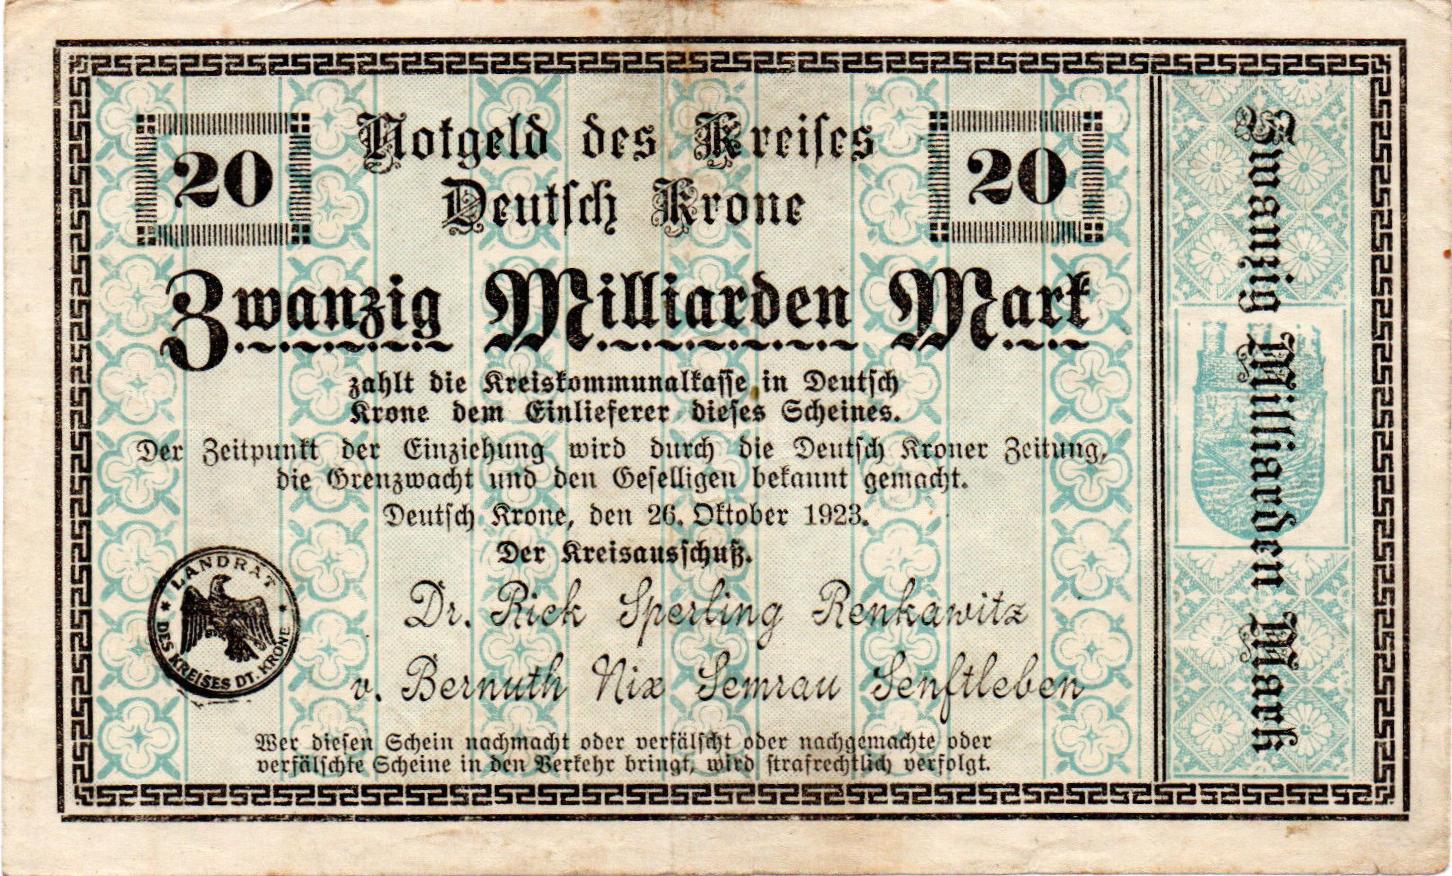 20
Notgeld des Kreises
Deutsch Krone
20
Zwanzig Milliarden Mark
zahlt die Kreiskommunalkasse in Deutsch
Krone dem Einlieferer dieses Scheines.
Der Zeitpunkt der Einziehung wird durch die Deutsch Kroner Zeitung,
die Grenzwacht und den Geselligen bekannt gemacht.
Deutsch Krone, den 26. Oktober 1923.
Der Kreisausschuß.
Dr. Rick Sperling Renkawitz
v. Bernuth Nix Semrau Senftleben
* LANDRAT *
DES KREISES DT. KRONE
Wer diesen Schein nachmacht oder verfälscht oder nachgemachte oder
verfälschte Scheine in den Verkehr bringt, wird strafrechtlich verfolgt.
Zwanzig Milliarden Mark